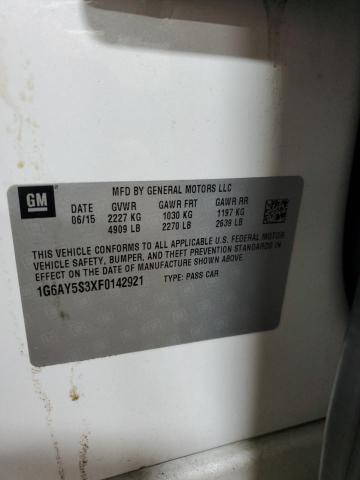 GM
MFD BY GENERAL MOTORS LLC
DATE GVWR GAWR FRT GAWR RR
06/15 2227 KG 1030 KG 1197 KG
4909 LB 2270 LB 2639 LB
THIS VEHICLE CONFORMS TO ALL APPLICABLE U.S. FEDERAL MOTOR
VEHICLE SAFETY, BUMPER, AND THEFT PREVENTION STANDARDS IN
EFFECT ON THE DATE OF MANUFACTURE SHOWN ABOVE.
1G6AY5S3XF0142921 TYPE: PASS CAR